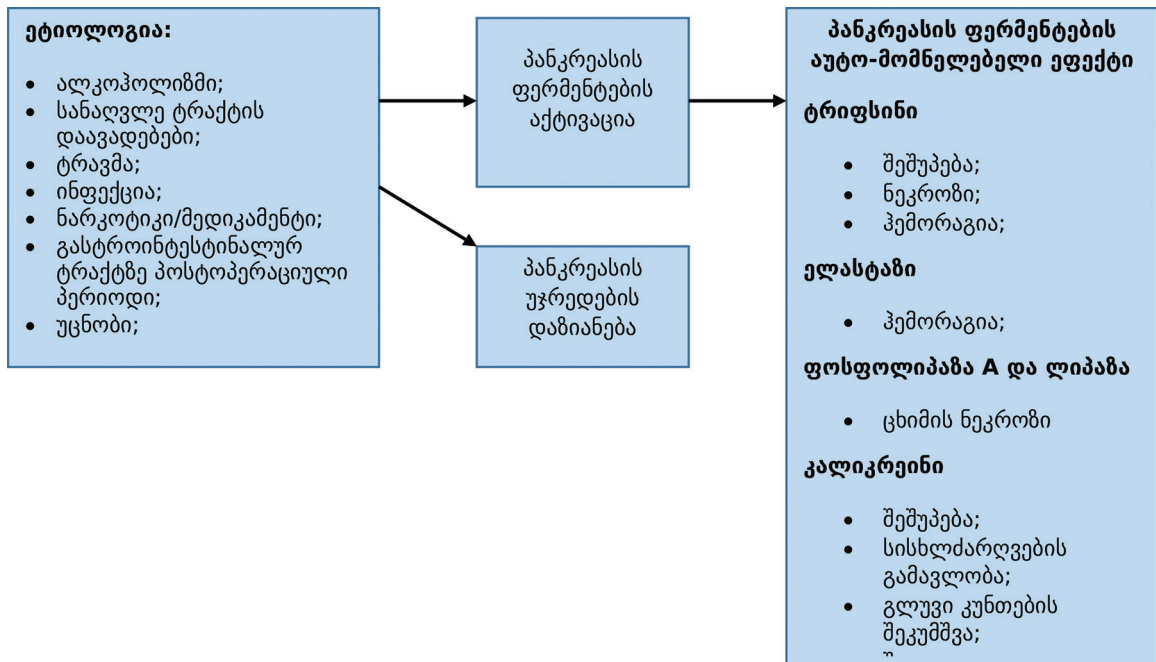 ეტიოლოგია:
• ალკოჰოლიზმი;
• სანაღვლე ტრაქტის
დაავადებები;
• ტრავმა;
• ინფექცია;
• ნარკოტიკი/მედიკამენტი;
• გასტროინტესტინალურ
ტრაქტზე პოსტოპერაციული
პერიოდი;
• უცნობი;
პანკრეასის
ფერმენტების
აქტივაცია
პანკრეასის
უჯრედების
დაზიანება
პანკრეასის ფერმენტების
აუტო-მომნელებელი ეფექტი
ტრიფსინი
• შეშუპება;
• ნეკროზი;
• ჰემორაგია;
ელასტაზი
• ჰემორაგია;
ფოსფოლიპაზა A და ლიპაზა
• ცხიმის ნეკროზი
კალიკრეინი
• შეშუპება;
• სისხლძარღვების
გამავლობა;
• გლუვი კუნთების
შეკუმშვა;